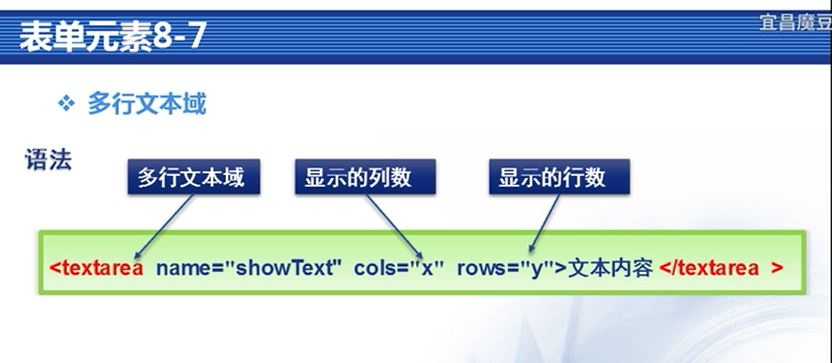 表单元素8-7
宜昌魔豆
多行文本域
语法
多行文本域 显示的列数 显示的行数
<textarea name="showText" cols="x" rows="y">文本内容 </textarea >